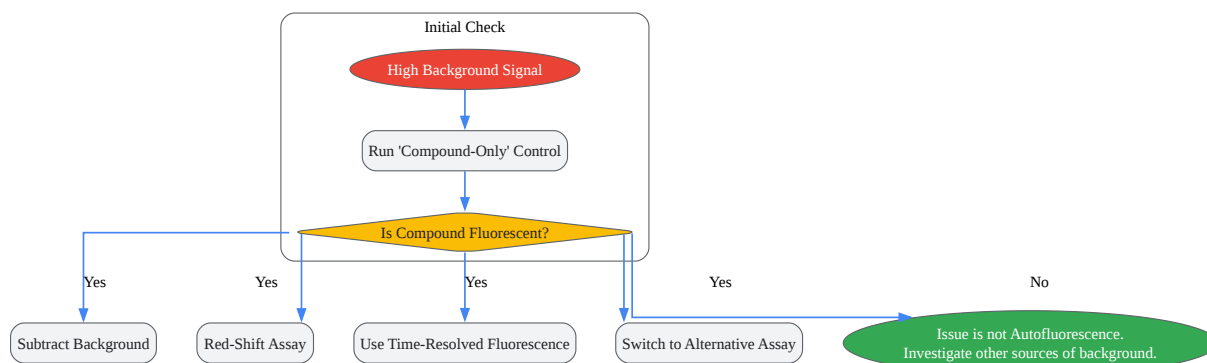 Initial Check
High Background Signal
Run 'Compound-Only' Control
Is Compound Fluorescent?
Yes
Yes
Yes
Yes
No
Subtract Background
Red-Shift Assay
Use Time-Resolved Fluorescence
Switch to Alternative Assay
Issue is not Autofluorescence.
Investigate other sources of background.